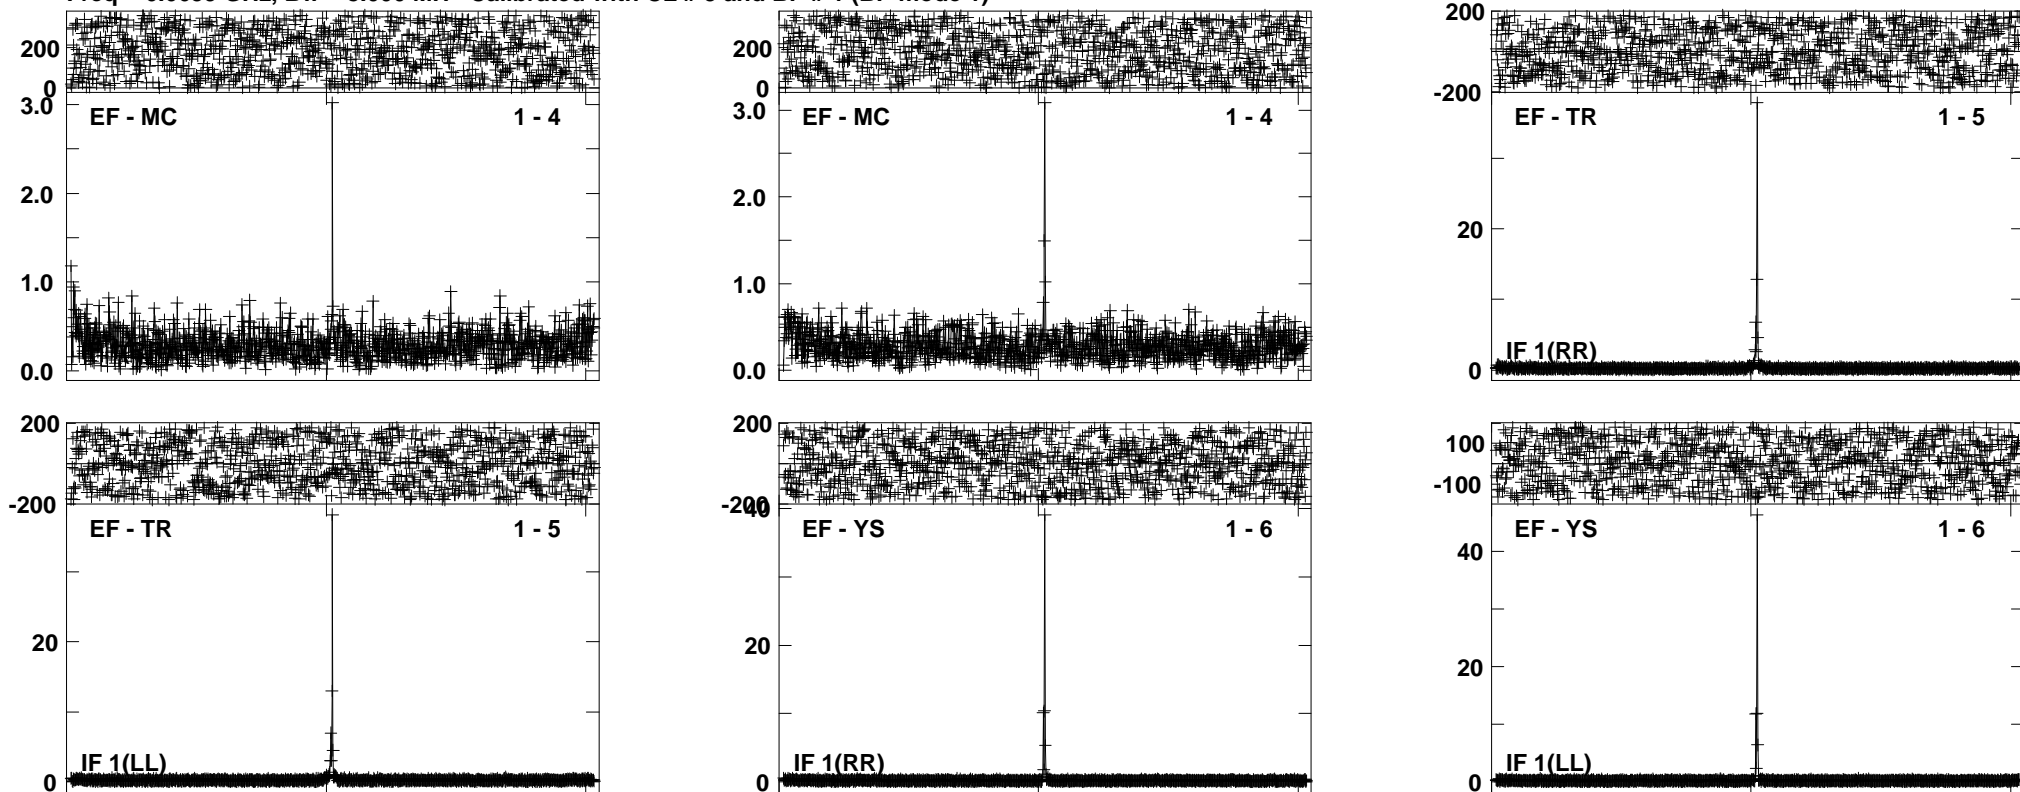 200 200 200
0 0 -200
3.0 EF - MC 1 - 4 3.0 EF - MC 1 - 4 EF - TR 1 - 5
2.0 2.0 20
1.0 1.0
0.0 0.0 0 IF 1(RR)
200 200 100
-200 -200 -100
EF - TR 1 - 5 40 EF - YS 1 - 6 EF - YS 1 - 6
40
20 20 20
0 IF 1(LL) 0 IF 1(RR) 0 IF 1(LL)